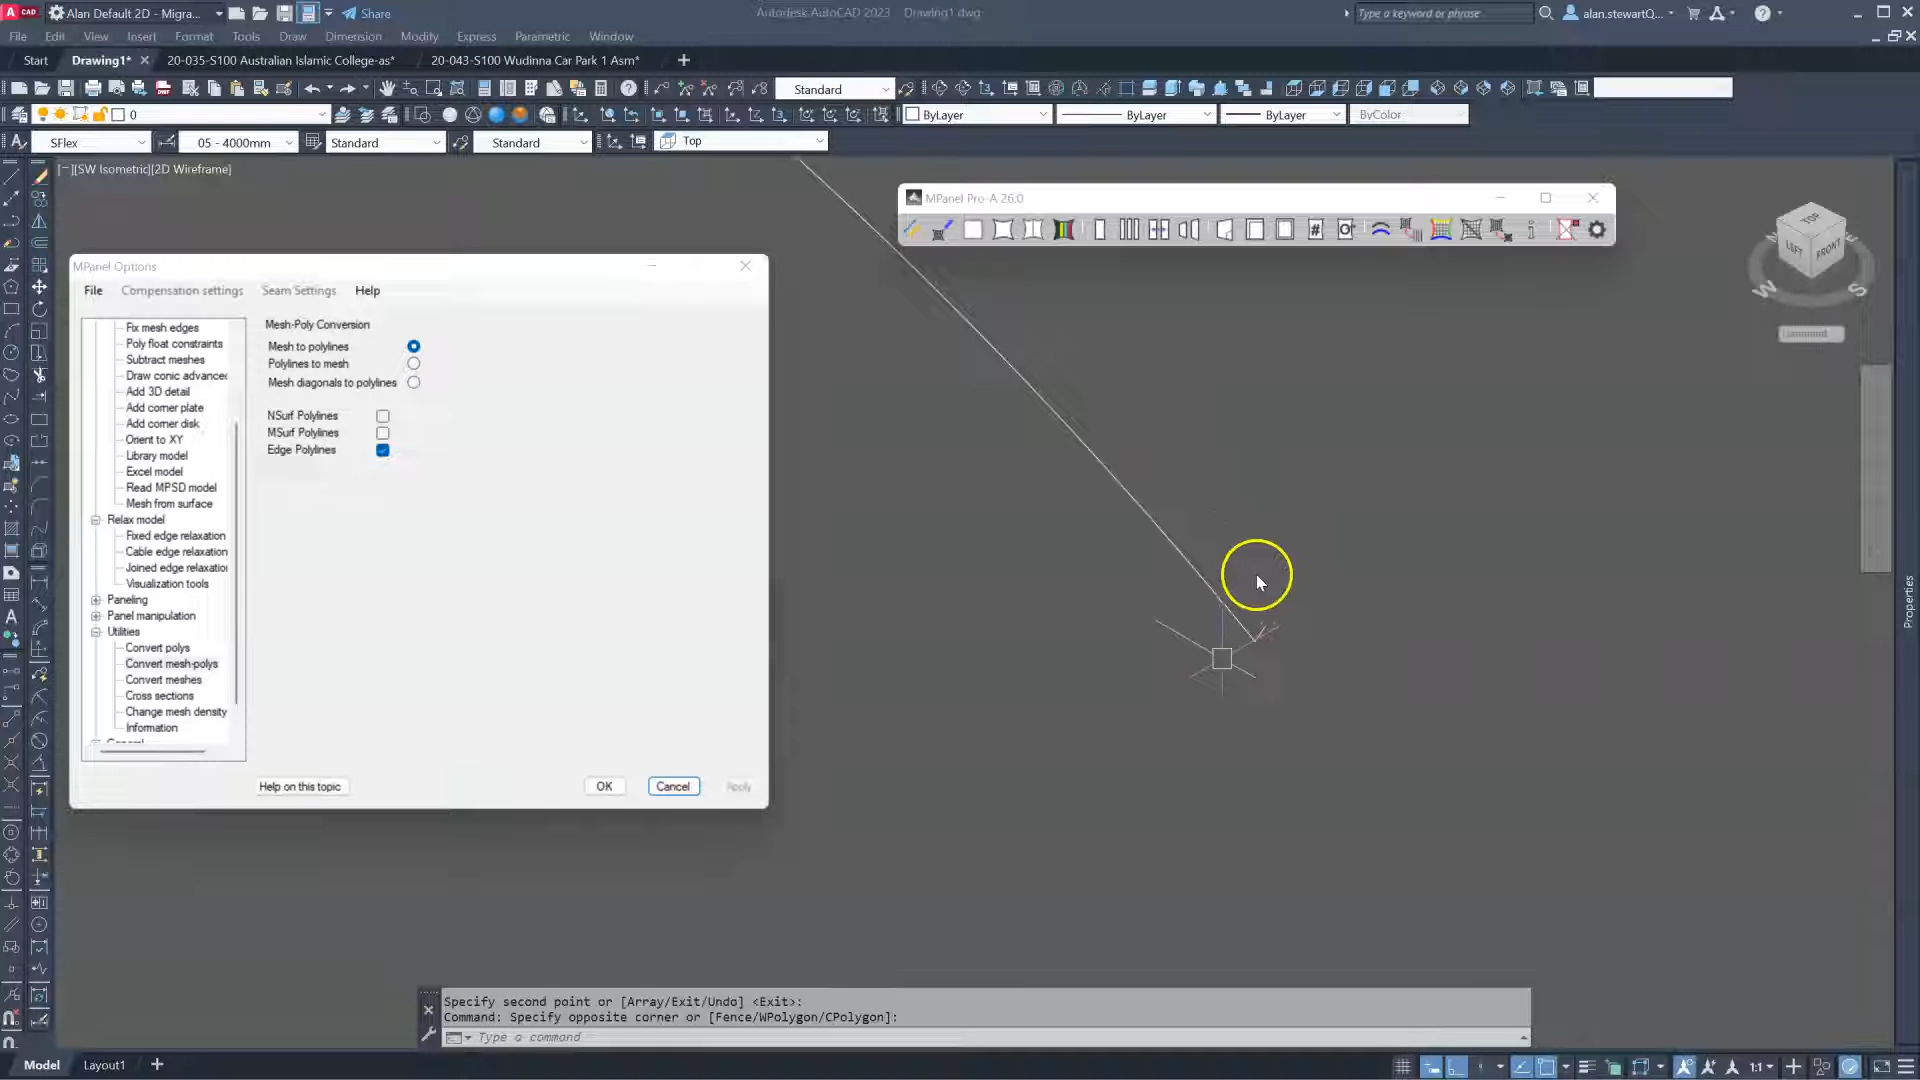 CAD
Alan Default 2D - Migra...
Share
Autodesk AutoCAD 2023 Drawing1.dwg
Type a keyword or phrase
alan.stewartQ...
File Edit View Insert Format Tools Draw Dimension Modify Express Parametric Window
Start Drawing1* 20-035-S100 Australian Islamic College-as* 20-043-S100 Wudinna Car Park 1 Asm*
Standard
0
ByLayer ByLayer ByLayer ByColor
SFlex 05 - 4000mm Standard Standard Top
[−][SW Isometric][2D Wireframe]
MPanel Pro-A 26.0
TOP
LEFT FRONT
W S
MPanel Options
File Compensation settings Seam Settings Help
Fix mesh edges
Poly float constraints
Subtract meshes
Draw conic advanced
Add 3D detail
Add corner plate
Add corner disk
Orient to XY
Library model
Excel model
Read MPSD model
Mesh from surface
Relax model
Fixed edge relaxation
Cable edge relaxation
Joined edge relaxatio
Visualization tools
Paneling
Panel manipulation
Utilities
Convert polys
Convert mesh-polys
Convert meshes
Cross sections
Change mesh density
Information
General
Mesh-Poly Conversion
Mesh to polylines
Polylines to mesh
Mesh diagonals to polylines
NSurf Polylines
MSurf Polylines
Edge Polylines
Help on this topic OK Cancel Apply
Properties
Specify second point or [Array/Exit/Undo] <Exit>:
Command: Specify opposite corner or [Fence/WPolygon/CPolygon]:
Type a command
Model Layout1
1:1